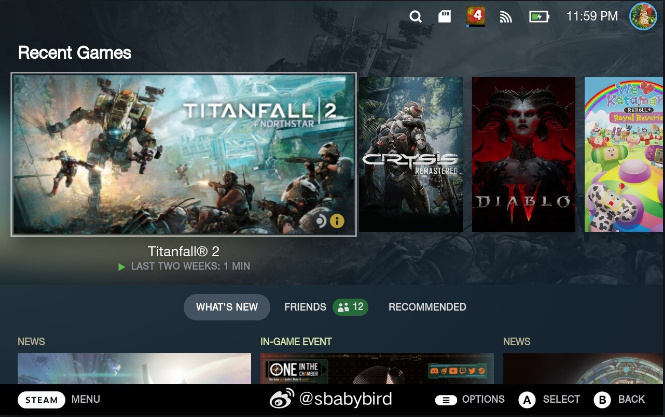 4
11:59 PM
Recent Games
TITANFALL | 2
+ NORTHSTAR
CRYSIS
REMASTERED
DIABLO
IV
We ♥
Katamari
REROLL+
Royal Reverie
i
Titanfall® 2
LAST TWO WEEKS: 1 MIN
WHAT'S NEW
FRIENDS 12
RECOMMENDED
NEWS
IN-GAME EVENT
NEWS
ONE IN THE
CHAMBER
STEAM MENU
@sbabybird
OPTIONS
A SELECT
B BACK